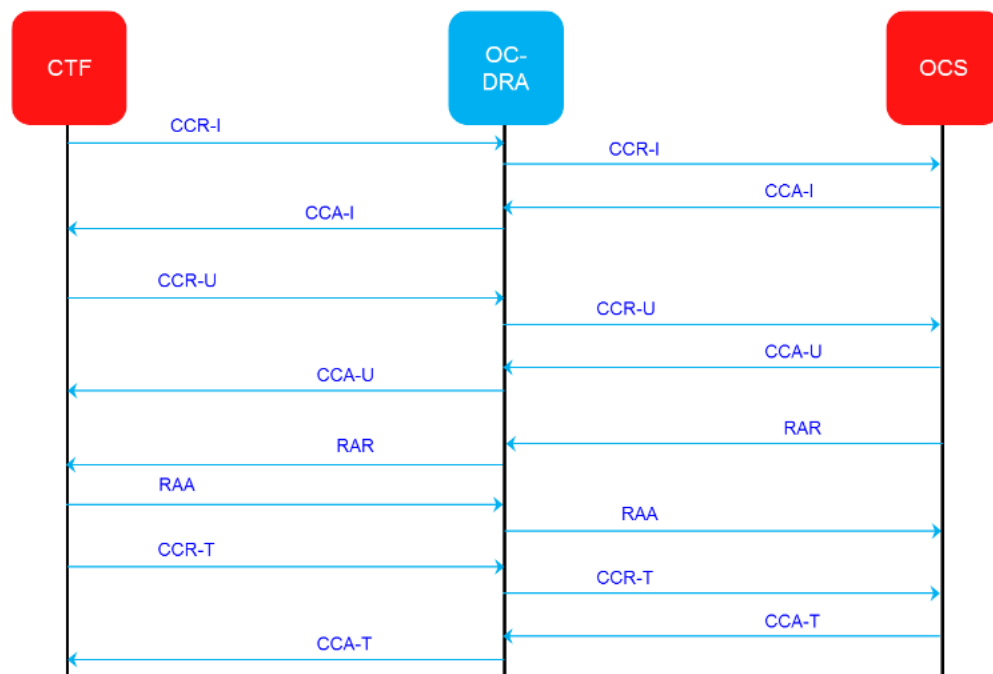 CTF
OC-
DRA
OCS
CCR-I
CCR-I
CCA-I
CCA-I
CCR-U
CCR-U
CCA-U
CCA-U
RAR
RAR
RAA
RAA
CCR-T
CCR-T
CCA-T
CCA-T